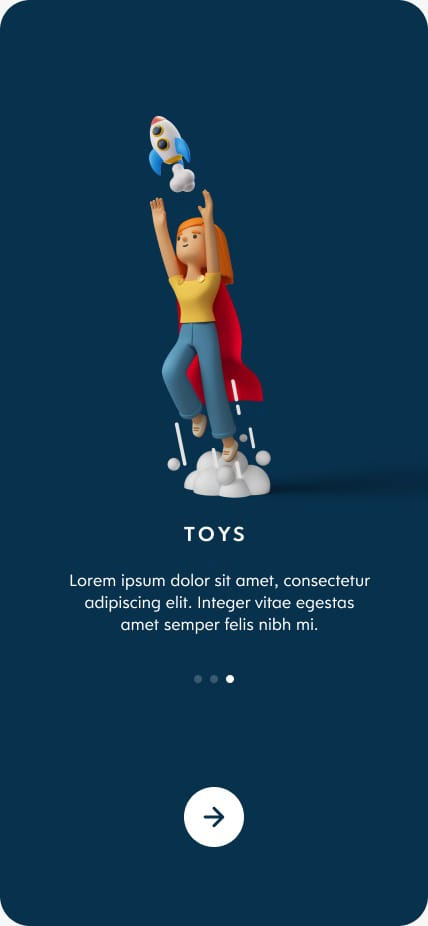 TOYS
Lorem ipsum dolor sit amet, consectetur
adipiscing elit. Integer vitae egestas
amet semper felis nibh mi.